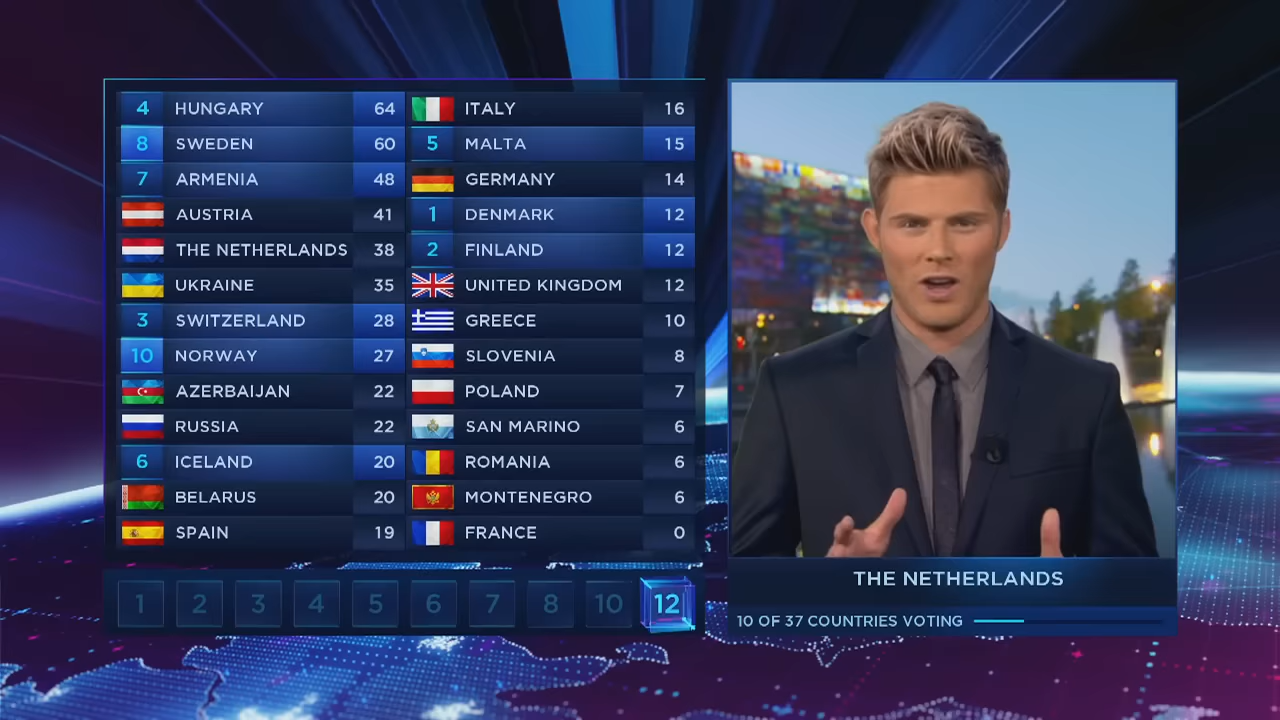 4 HUNGARY 64
8 SWEDEN 60
7 ARMENIA 48
AUSTRIA 41
THE NETHERLANDS 38
UKRAINE 35
3 SWITZERLAND 28
10 NORWAY 27
AZERBAIJAN 22
RUSSIA 22
6 ICELAND 20
BELARUS 20
SPAIN 19
ITALY 16
5 MALTA 15
GERMANY 14
1 DENMARK 12
2 FINLAND 12
UNITED KINGDOM 12
GREECE 10
SLOVENIA 8
POLAND 7
SAN MARINO 6
ROMANIA 6
MONTENEGRO 6
FRANCE 0
1 2 3 4 5 6 7 8 10 12
THE NETHERLANDS
10 OF 37 COUNTRIES VOTING